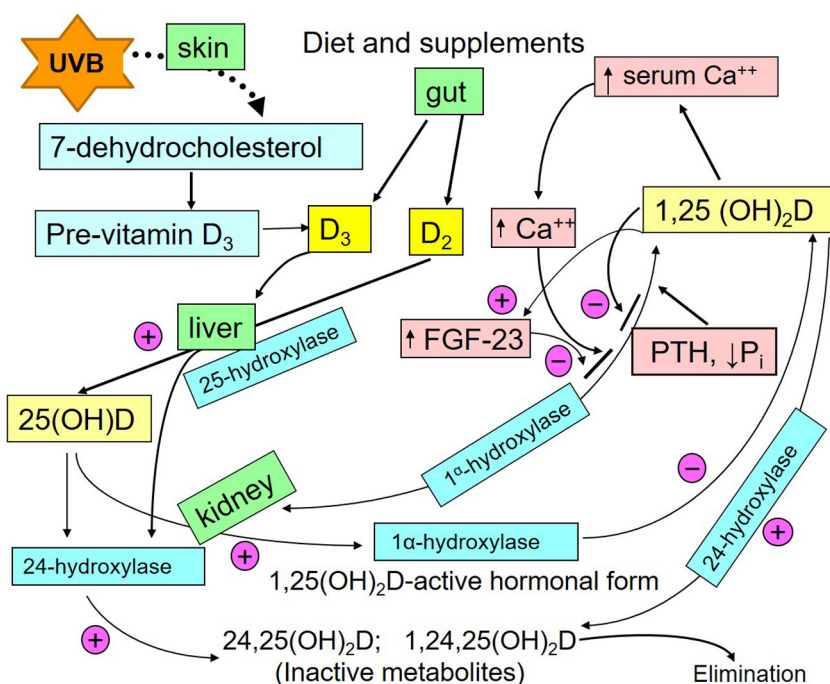 UVB
skin
Diet and supplements
gut
↑ serum Ca⁺⁺
7-dehydrocholesterol
Pre-vitamin D₃
D₃
D₂
↑ Ca⁺⁺
1,25 (OH)₂D
+
liver
25-hydroxylase
+
−
↑ FGF-23
−
PTH, ↓Pᵢ
25(OH)D
1α-hydroxylase
kidney
−
24-hydroxylase
+
24-hydroxylase
+
1α-hydroxylase
1,25(OH)₂D-active hormonal form
+
24,25(OH)₂D; 1,24,25(OH)₂D
(Inactive metabolites)
Elimination